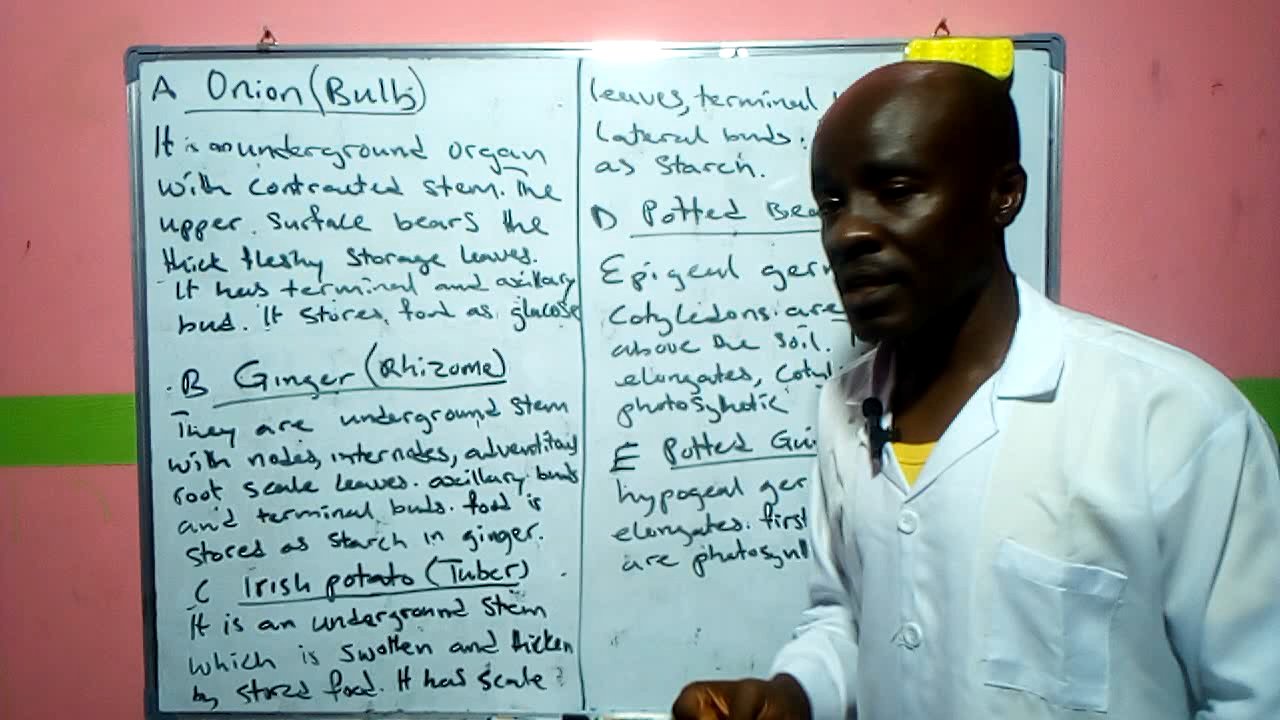 A Onion (Bulb)
It is an underground organ
with contracted stem. The
upper surface bears the
thick fleshy storage leaves.
It has terminal and axillary
bud. It stores food as glucose
B Ginger (Rhizome)
They are underground stem
with nodes, internodes, adventitous
root scale leaves. axillary buds
and terminal buds. food is
stored as starch in ginger.
C Irish potato (Tuber)
It is an underground stem
which is swollen and thicken
by stored food. It has scale
leaves, terminal
lateral buds.
as starch.
D Potted Bea
Epigeal ger
Cotyledons are
above the soil.
elongates, Cotyl
E Potted Gui
hypogeal ger
elongates. first
are photosyn